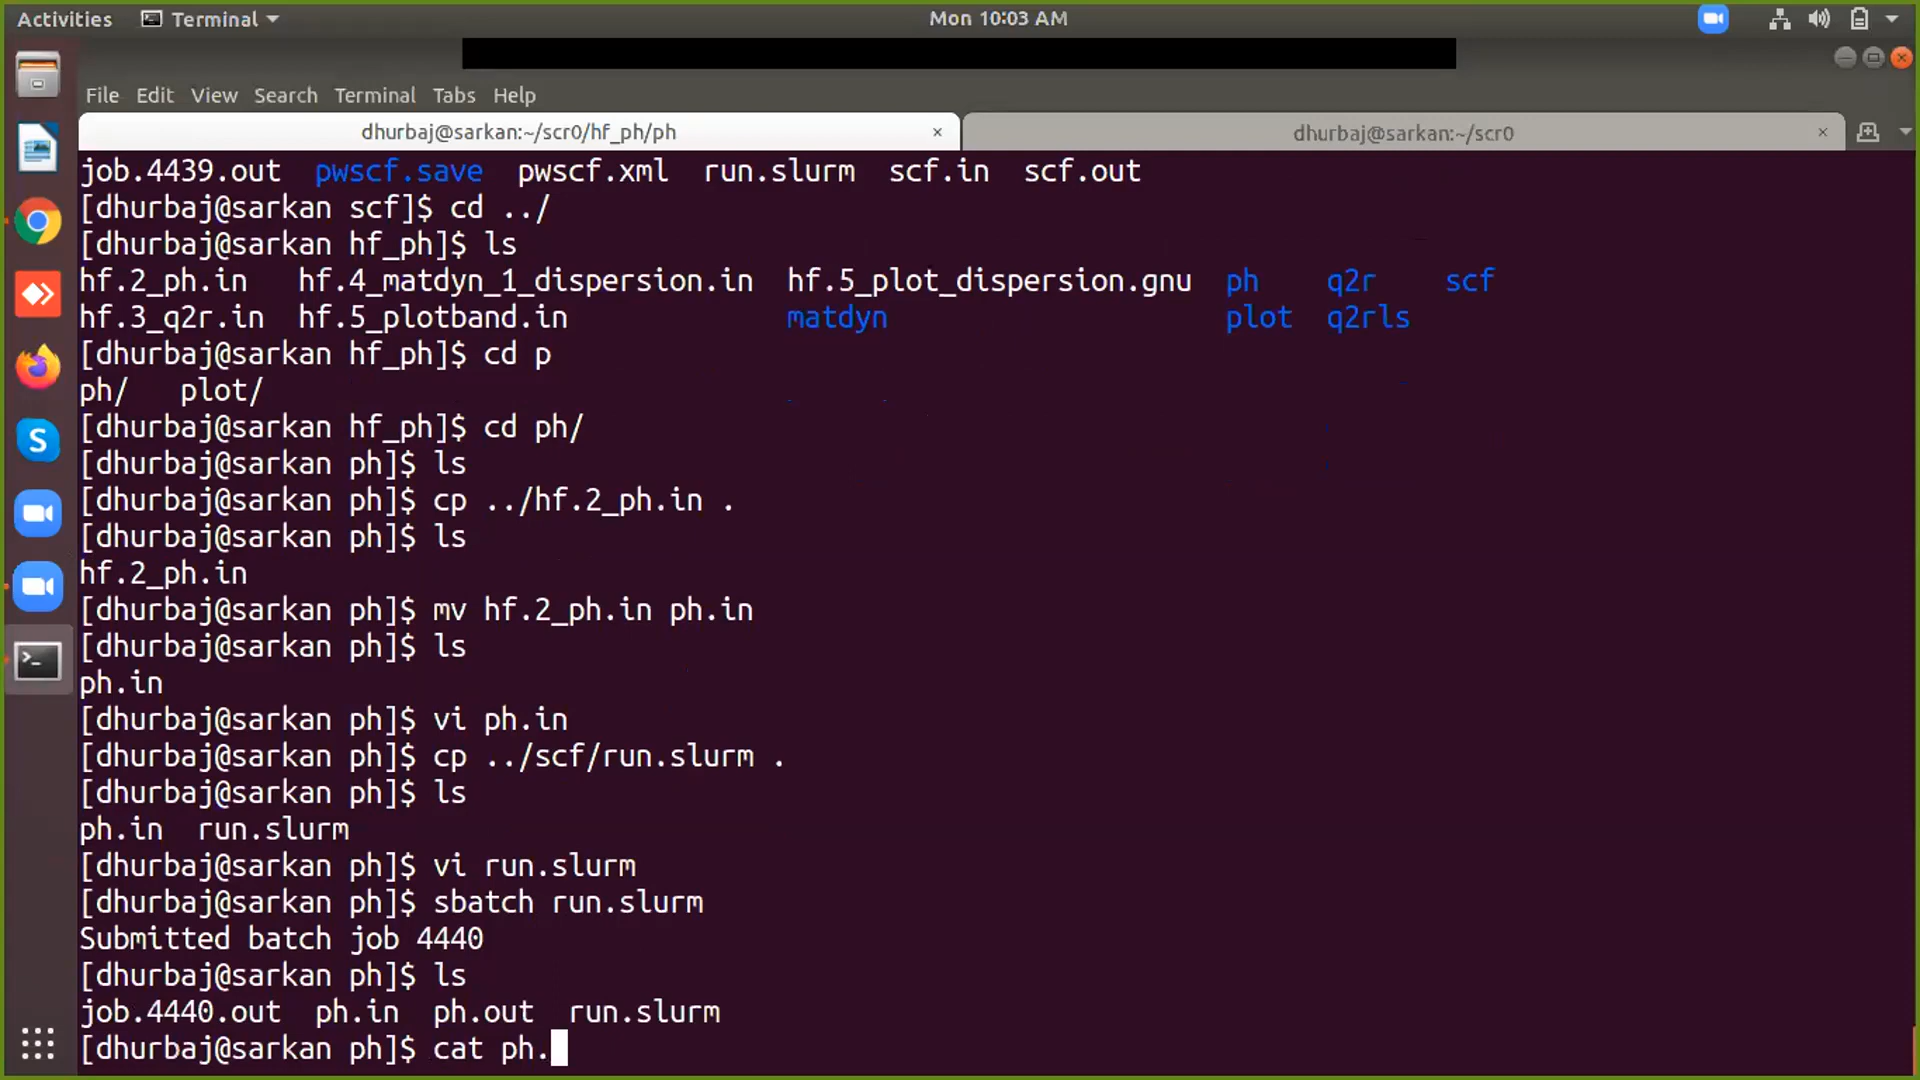 Activities Terminal Mon 10:03 AM
File Edit View Search Terminal Tabs Help
dhurbaj@sarkan:~/scr0/hf_ph/ph × dhurbaj@sarkan:~/scr0 ×
job.4439.out pwscf.save pwscf.xml run.slurm scf.in scf.out
[dhurbaj@sarkan scf]$ cd ../
[dhurbaj@sarkan hf_ph]$ ls
hf.2_ph.in hf.4_matdyn_1_dispersion.in hf.5_plot_dispersion.gnu ph q2r scf
hf.3_q2r.in hf.5_plotband.in matdyn plot q2rls
[dhurbaj@sarkan hf_ph]$ cd p
ph/ plot/
[dhurbaj@sarkan hf_ph]$ cd ph/
[dhurbaj@sarkan ph]$ ls
[dhurbaj@sarkan ph]$ cp ../hf.2_ph.in .
[dhurbaj@sarkan ph]$ ls
hf.2_ph.in
[dhurbaj@sarkan ph]$ mv hf.2_ph.in ph.in
[dhurbaj@sarkan ph]$ ls
ph.in
[dhurbaj@sarkan ph]$ vi ph.in
[dhurbaj@sarkan ph]$ cp ../scf/run.slurm .
[dhurbaj@sarkan ph]$ ls
ph.in run.slurm
[dhurbaj@sarkan ph]$ vi run.slurm
[dhurbaj@sarkan ph]$ sbatch run.slurm
Submitted batch job 4440
[dhurbaj@sarkan ph]$ ls
job.4440.out ph.in ph.out run.slurm
[dhurbaj@sarkan ph]$ cat ph.